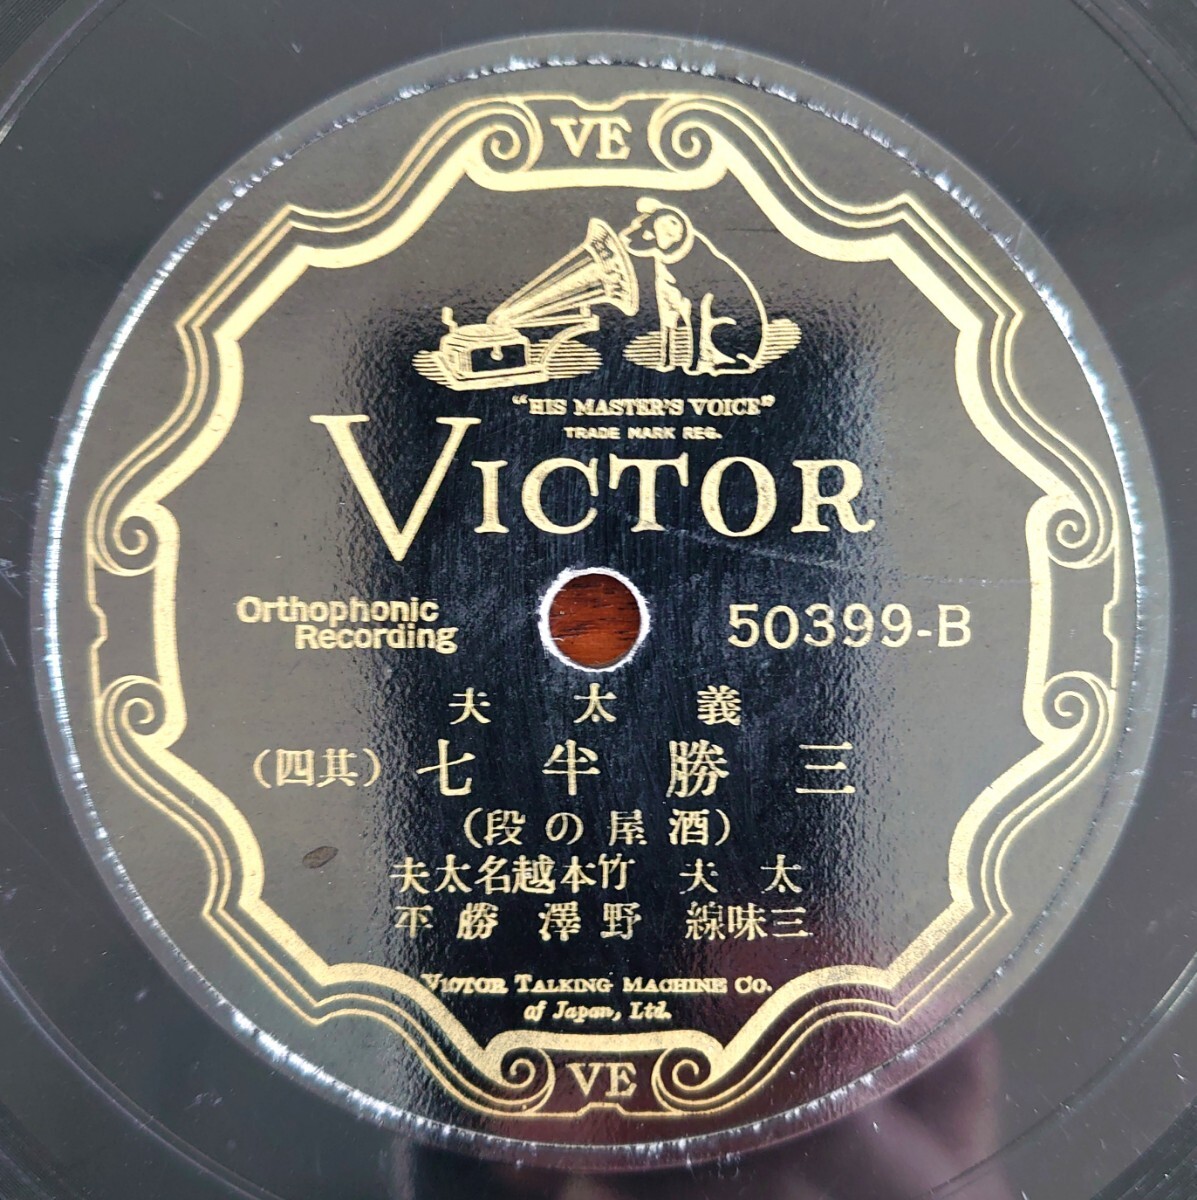 VE
"HIS MASTER'S VOICE"
TRADE MARK REG.
VICTOR
Orthophonic
Recording
50399-B
義太夫
三勝半七 (其四)
(酒屋の段)
太夫 竹本越名太夫
三味線 野澤勝平
VICTOR TALKING MACHINE CO.
of Japan, Ltd.
VE